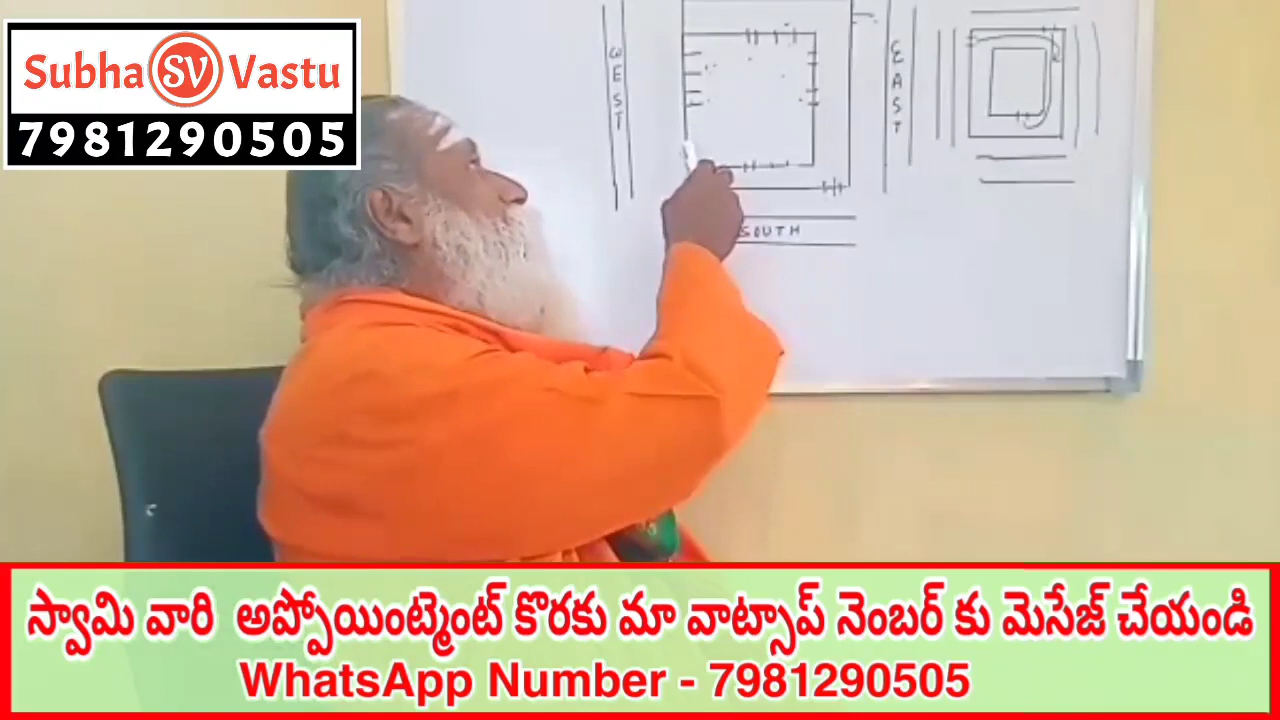 Subha SV Vastu
7981290505
WEST
EAST
SOUTH
స్వామి వారి అప్పోయింట్మెంట్ కొరకు మా వాట్సాప్ నెంబర్ కు మెసేజ్ చేయండి
WhatsApp Number - 7981290505